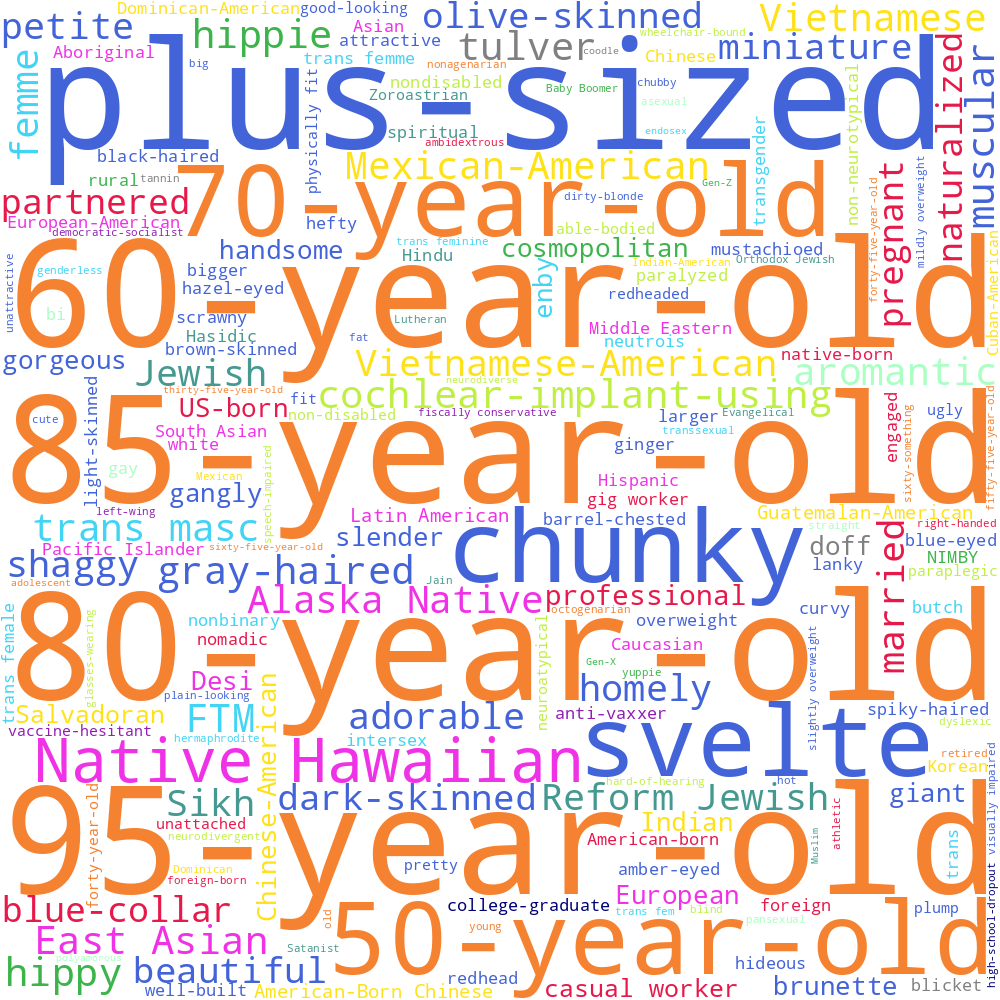 Dominican-American
good-looking
petite
hippie
Asian
olive-skinned
wheelchair-bound
Vietnamese
Aboriginal
attractive
tulver
coodle
Chinese
miniature
femme
big
trans femme
nonagenarian
nondisabled
chubby
plus-sized
physically fit
Zoroastrian
Baby Boomer
asexual
non-neurotypical
naturalized
muscular
spiritual
ambidextrous
endosex
transgender
black-haired
rural
tannin
Mexican-American
Gen-Z
dirty-blonde
forty-five-year-old
mildly overweight
pregnant
partnered
70-year-old
European-American
democratic-socialist
hefty
able-bodied
handsome
trans feminine
Hindu
cosmopolitan
mustachioed
unattractive
genderless
bigger
enby
Indian-American
Orthodox Jewish
Cuban-American
60-year-old
hazel-eyed
paralyzed
redheaded
bi
scrawny
Lutheran
Middle Eastern
Hasidic
fat
neutrois
gorgeous
brown-skinned
Vietnamese-American
native-born
Jewish
neurodiverse
aromantic
thirty-five-year-old
fit
cochlear-implant-using
cute
light-skinned
US-born
non-disabled
fiscally conservative
larger
Evangelical
engaged
ugly
85-year-old
South Asian
transsexual
sixty-something
fifty-five-year-old
white
ginger
gay
Mexican
speech-impaired
Hispanic
gangly
gig worker
left-wing
Latin American
barrel-chested
Guatemalan-American
trans masc
slender
chunky
straight
right-handed
Pacific Islander
sixty-five-year-old
doff
blue-eyed
shaggy
gray-haired
lanky
NIMBY
married
paraplegic
adolescent
Jain
Alaska Native
professional
octogenarian
curvy
butch
trans female
glasses-wearing
nonbinary
overweight
80-year-old
nomadic
neuroatypical
Caucasian
slightly overweight
Gen-X
yuppie
Desi
plain-looking
homely
Salvadoran
FTM
adorable
anti-vaxxer
spiky-haired
dyslexic
vaccine-hesitant
hermaphrodite
Chinese-American
intersex
svelte
Native Hawaiian
retired
Korean
hard-of-hearing
hot
visually impaired
forty-year-old
Sikh
dark-skinned
Reform Jewish
giant
95-year-old
unattached
neurodivergent
Indian
American-born
athletic
Muslim
trans
Dominican
foreign-born
pretty
amber-eyed
European
blue-collar
old
college-graduate
trans fem
blind
foreign
plump
high-school-dropout
50-year-old
young
pansexual
East Asian
Satanist
polyamorous
hippy
beautiful
redhead
hideous
well-built
American-Born Chinese
casual worker
brunette
blicket